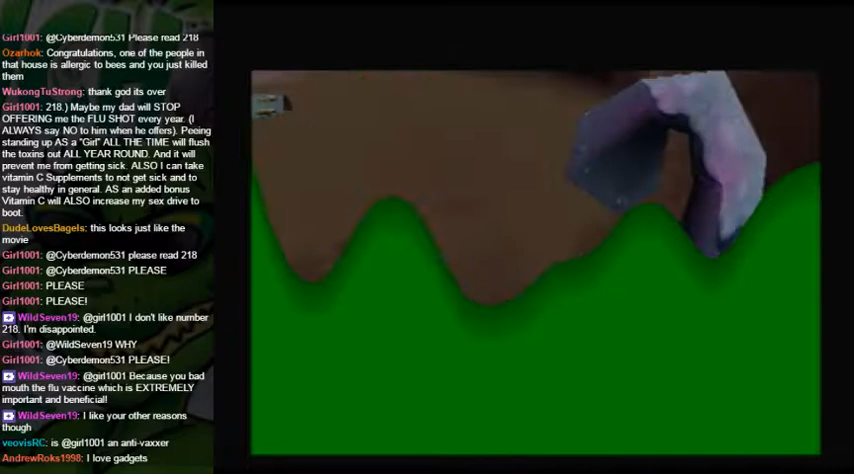 Girl1001: @Cyberdemon531 Please read 218
Ozarhok: Congratulations, one of the people in
that house is allergic to bees and you just killed
them
WukongTuStrong: thank god its over
Girl1001: 218.) Maybe my dad will STOP
OFFERING me the FLU SHOT every year. (I
ALWAYS say NO to him when he offers). Peeing
standing up AS a "Girl" ALL THE TIME will flush
the toxins out ALL YEAR ROUND. And it will
prevent me from getting sick. ALSO I can take
vitamin C Supplements to not get sick and to
stay healthy in general. AS an added bonus
Vitamin C will ALSO increase my sex drive to
boot.
DudeLovesBagels: this looks just like the
movie
Girl1001: @Cyberdemon531 please read 218
Girl1001: @Cyberdemon531 PLEASE
Girl1001: PLEASE
Girl1001: PLEASE!
WildSeven19: @girl1001 I don't like number
218. I'm disappointed.
Girl1001: @WildSeven19 WHY
Girl1001: @Cyberdemon531 PLEASE!
WildSeven19: @girl1001 Because you bad
mouth the flu vaccine which is EXTREMELY
important and beneficial!
WildSeven19: I like your other reasons
though
veovisRC: is @girl1001 an anti-vaxxer
AndrewRoks1998: I love gadgets